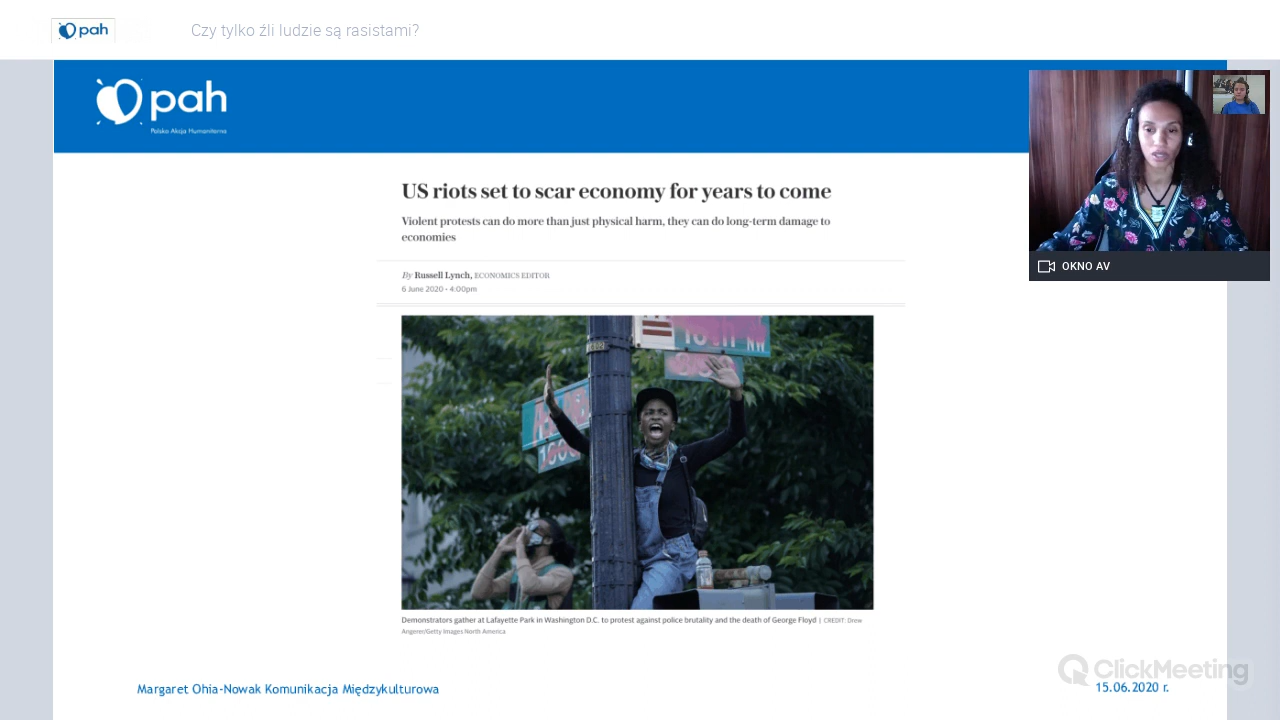 pah
Czy tylko źli ludzie są rasistami?
pah
Polska Akcja Humanitarna
US riots set to scar economy for years to come
Violent protests can do more than just physical harm, they can do long-term damage to
economies
By Russell Lynch, ECONOMICS EDITOR
6 June 2020 • 4:00pm
OKNO AV
NW
Demonstrators gather at Lafayette Park in Washington D.C. to protest against police brutality and the death of George Floyd | CREDIT: Drew
Angerer/Getty Images North America
ClickMeeting
Margaret Ohia-Nowak Komunikacja Międzykulturowa
15.06.2020 r.